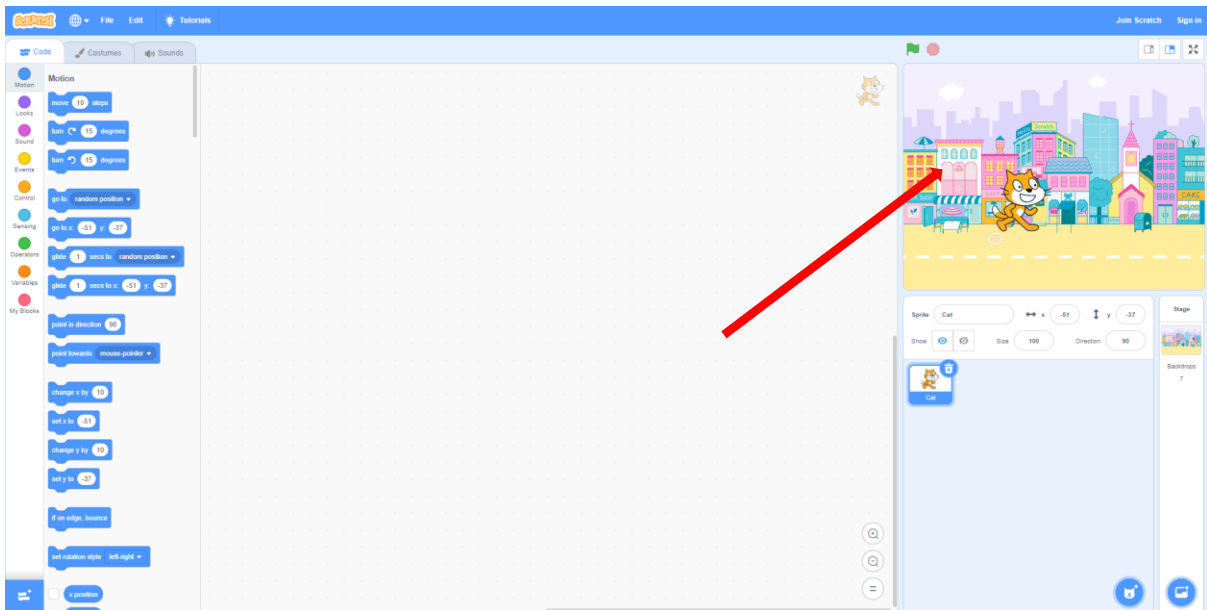 SCRATCH File Edit Tutorials Join Scratch Sign in
Code Costumes Sounds
Motion
Looks
Sound
Events
Control
Sensing
Operators
Variables
My Blocks
Motion
move 10 steps
turn 15 degrees
turn 15 degrees
go to random position
go to x: -51 y: -37
glide 1 secs to random position
glide 1 secs to x: -51 y: -37
point in direction 90
point towards mouse-pointer
change x by 10
set x to -51
change y by 10
set y to -37
if on edge, bounce
set rotation style left-right
x position
Scratch
CAKE
Sprite Cat x -51 y -37
Show Size 100 Direction 90
Cat
Stage
Backdrops
7